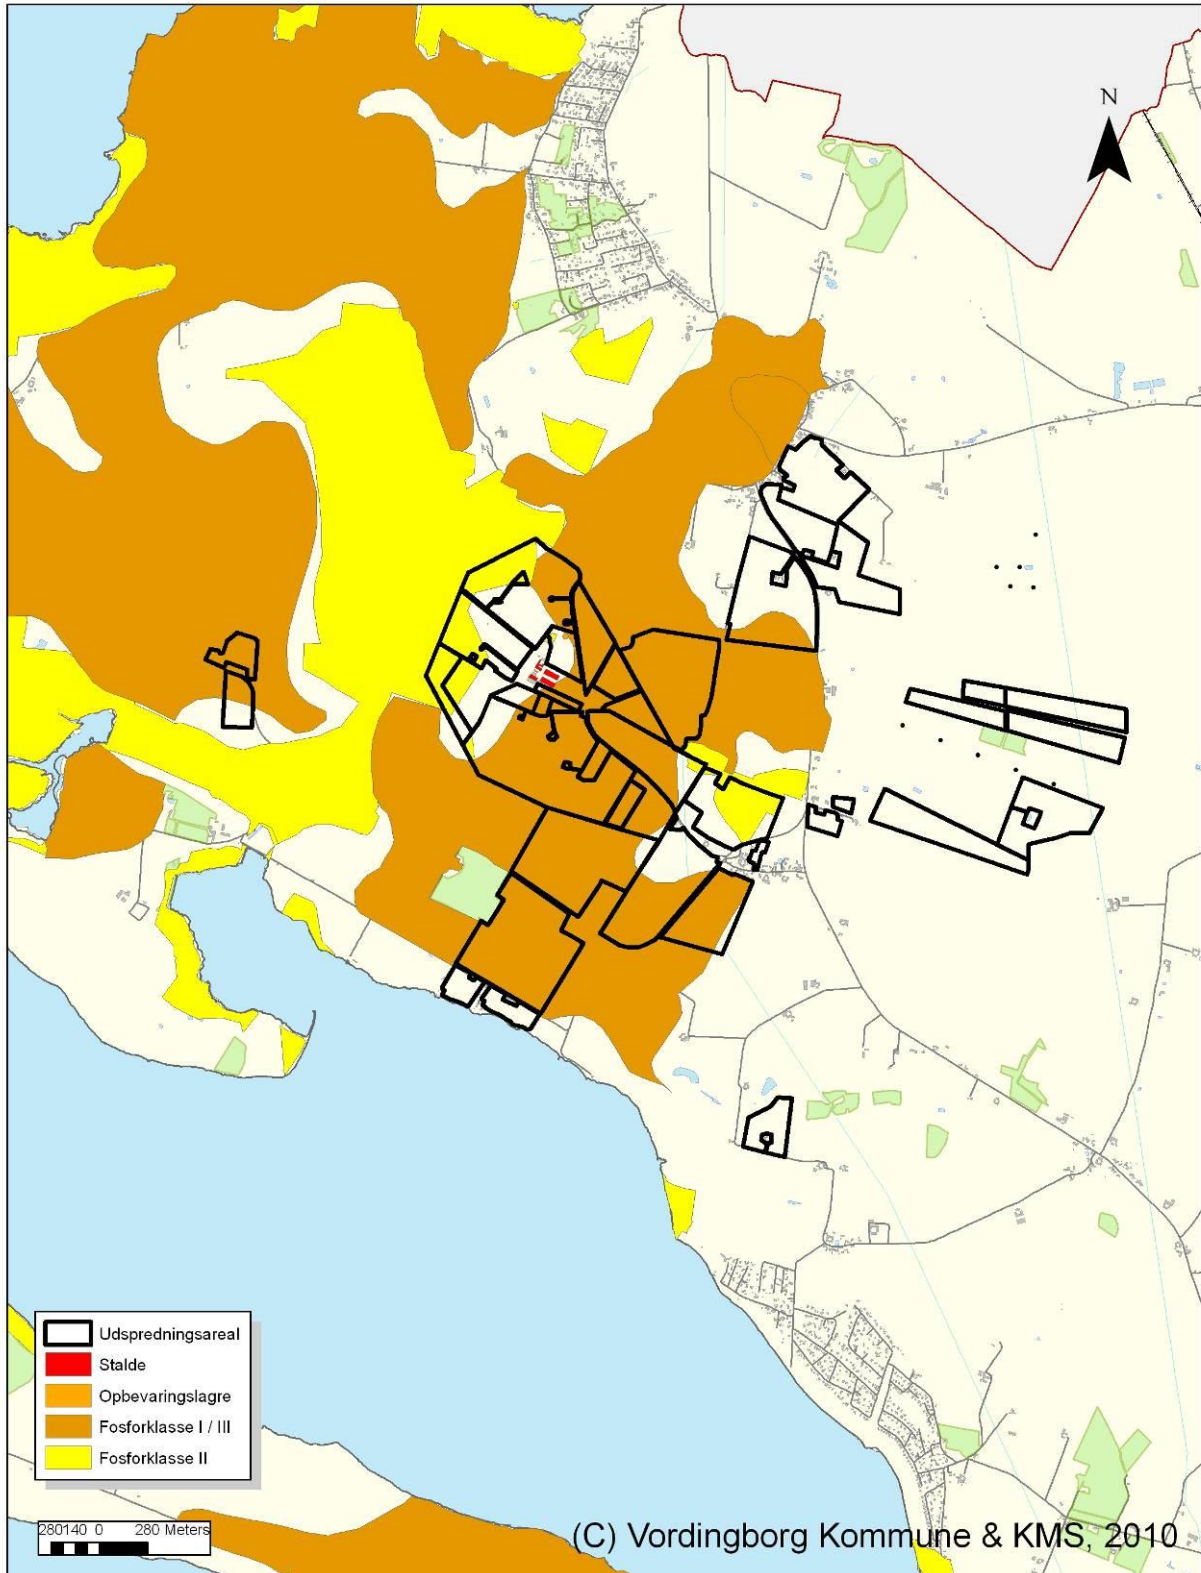 N
Udspredningsareal
Stalde
Opbevaringslagre
Fosforklasse I / III
Fosforklasse II
280140 0 280 Meters
(C) Vordingborg Kommune & KMS, 2010